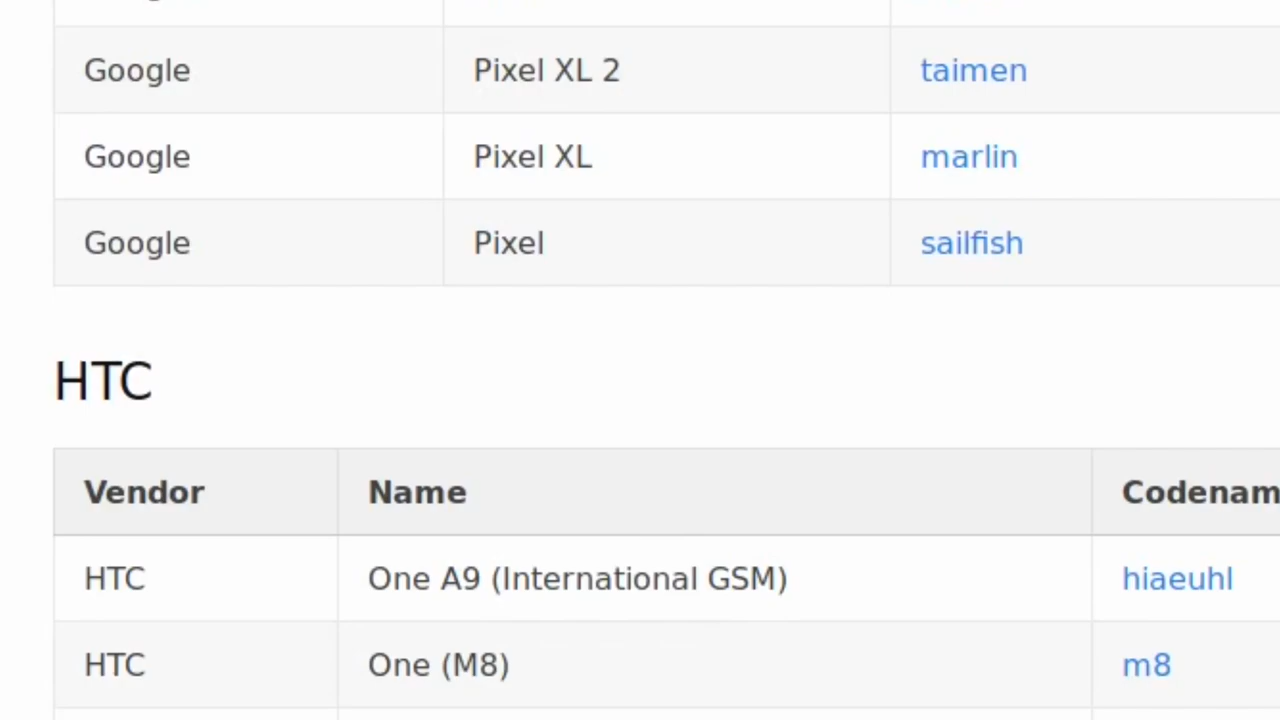 Google Pixel XL 2 taimen
Google Pixel XL marlin
Google Pixel sailfish
HTC
Vendor Name Codenam
HTC One A9 (International GSM) hiaeuhl
HTC One (M8) m8